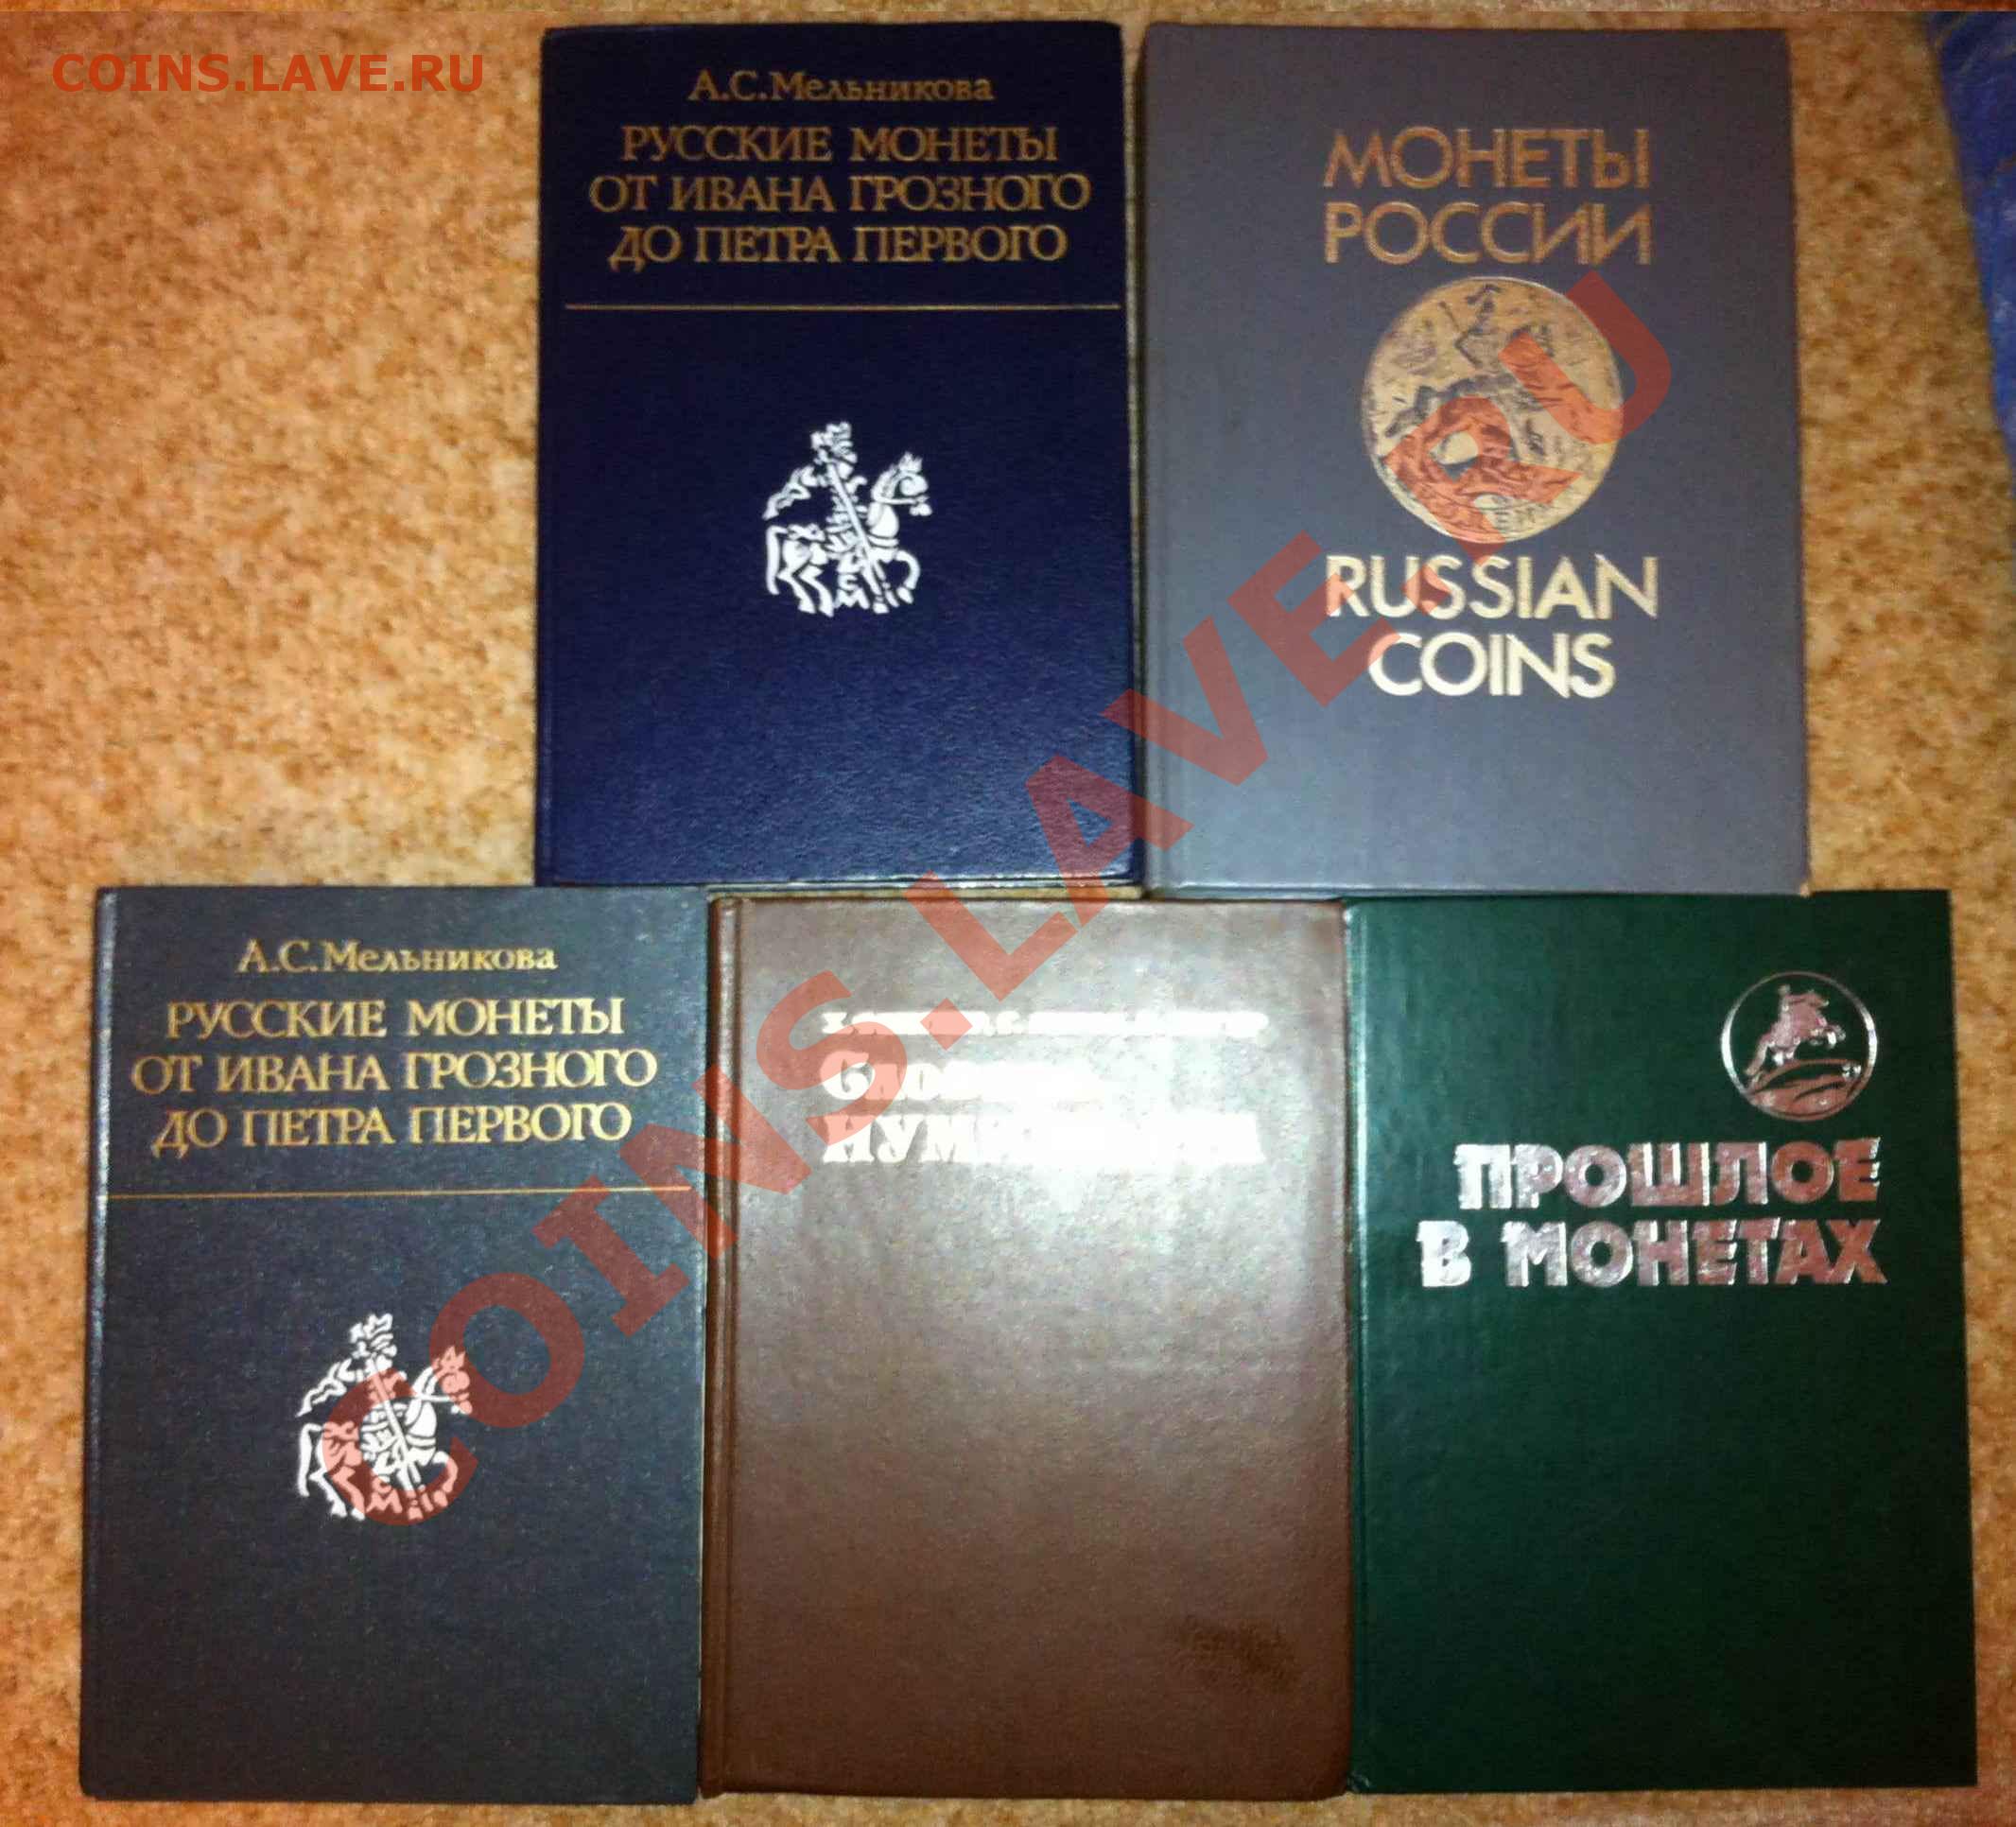 COINS.LAVE.RU
А.С.Мельникова
РУССКИЕ МОНЕТЫ
ОТ ИВАНА ГРОЗНОГО
ДО ПЕТРА ПЕРВОГО
МОНЕТЫ
РОССИИ
RUSSIAN
COINS
COINS.LAVE.RU
А.С.Мельникова
РУССКИЕ МОНЕТЫ
ОТ ИВАНА ГРОЗНОГО
ДО ПЕТРА ПЕРВОГО
ПРОШЛОЕ
В МОНЕТАХ